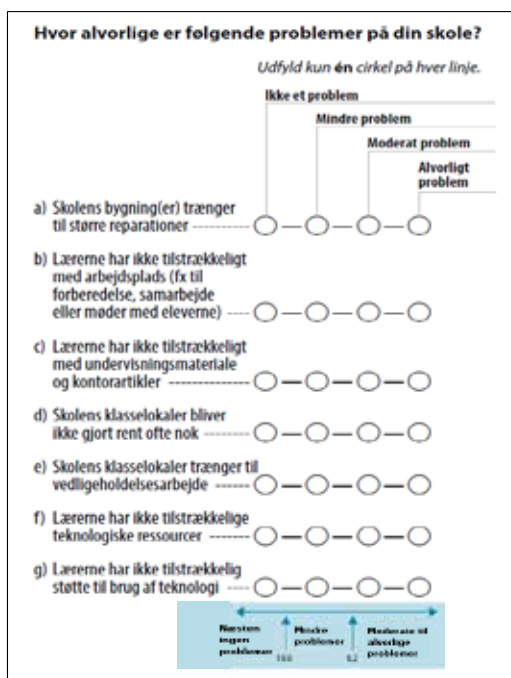 Hvor alvorlige er følgende problemer på din skole?
Udfyld kun én cirkel på hver linje.
Ikke et problem
Mindre problem
Moderat problem
Alvorligt
problem
a) Skolens bygning(er) trænger
til større reparationer
b) Lærerne har ikke tilstrækkeligt
med arbejdsplads (fx til
forberedelse, samarbejde
eller møder med eleverne)
c) Lærerne har ikke tilstrækkeligt
med undervisningsmateriale
og kontorartikler
d) Skolens klasselokaler bliver
ikke gjort rent ofte nok
e) Skolens klasselokaler trænger til
vedligeholdelsesarbejde
f) Lærerne har ikke tilstrækkelige
teknologiske ressourcer
g) Lærerne har ikke tilstrækkelig
støtte til brug af teknologi
Næsten
ingen
problemer
Mindre
problemer
Moderate til
alvorlige
problemer